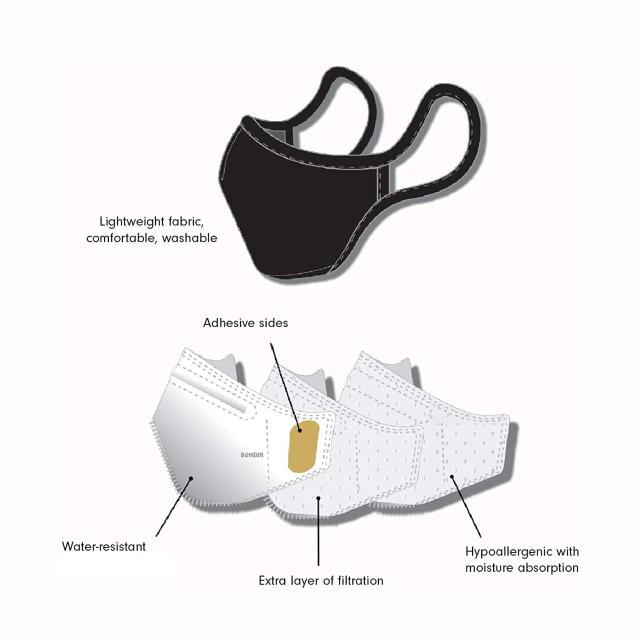 Lightweight fabric,
comfortable, washable
Adhesive sides
BONDIR
Water-resistant
Extra layer of filtration
Hypoallergenic with
moisture absorption